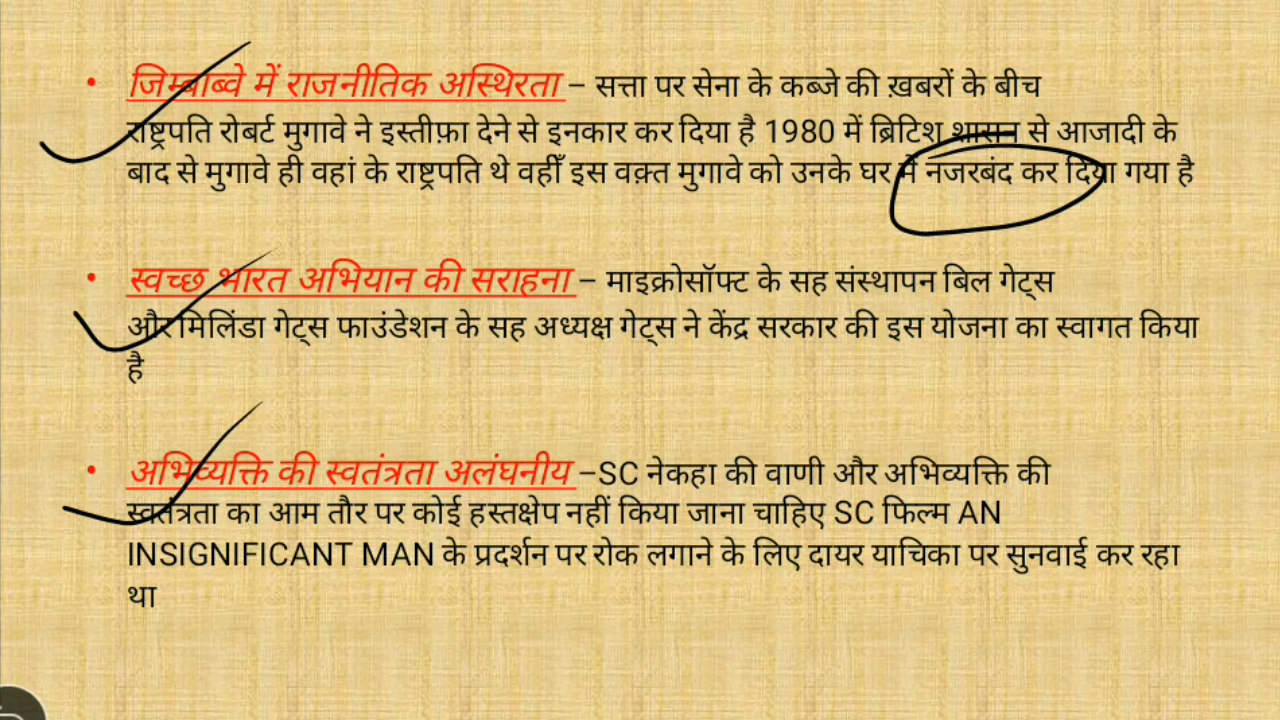 • जिम्बाब्वे में राजनीतिक अस्थिरता – सत्ता पर सेना के कब्जे की ख़बरों के बीच
राष्ट्रपति रोबर्ट मुगावे ने इस्तीफ़ा देने से इनकार कर दिया है 1980 में ब्रिटिश शासन से आजादी के
बाद से मुगावे ही वहां के राष्ट्रपति थे वहीँ इस वक़्त मुगावे को उनके घर में नजरबंद कर दिया गया है
• स्वच्छ भारत अभियान की सराहना – माइक्रोसॉफ्ट के सह संस्थापन बिल गेट्स
और मिलिंडा गेट्स फाउंडेशन के सह अध्यक्ष गेट्स ने केंद्र सरकार की इस योजना का स्वागत किया
है
• अभिव्यक्ति की स्वतंत्रता अलंघनीय –SC नेकहा की वाणी और अभिव्यक्ति की
स्वतंत्रता का आम तौर पर कोई हस्तक्षेप नहीं किया जाना चाहिए SC फिल्म AN
INSIGNIFICANT MAN के प्रदर्शन पर रोक लगाने के लिए दायर याचिका पर सुनवाई कर रहा
था